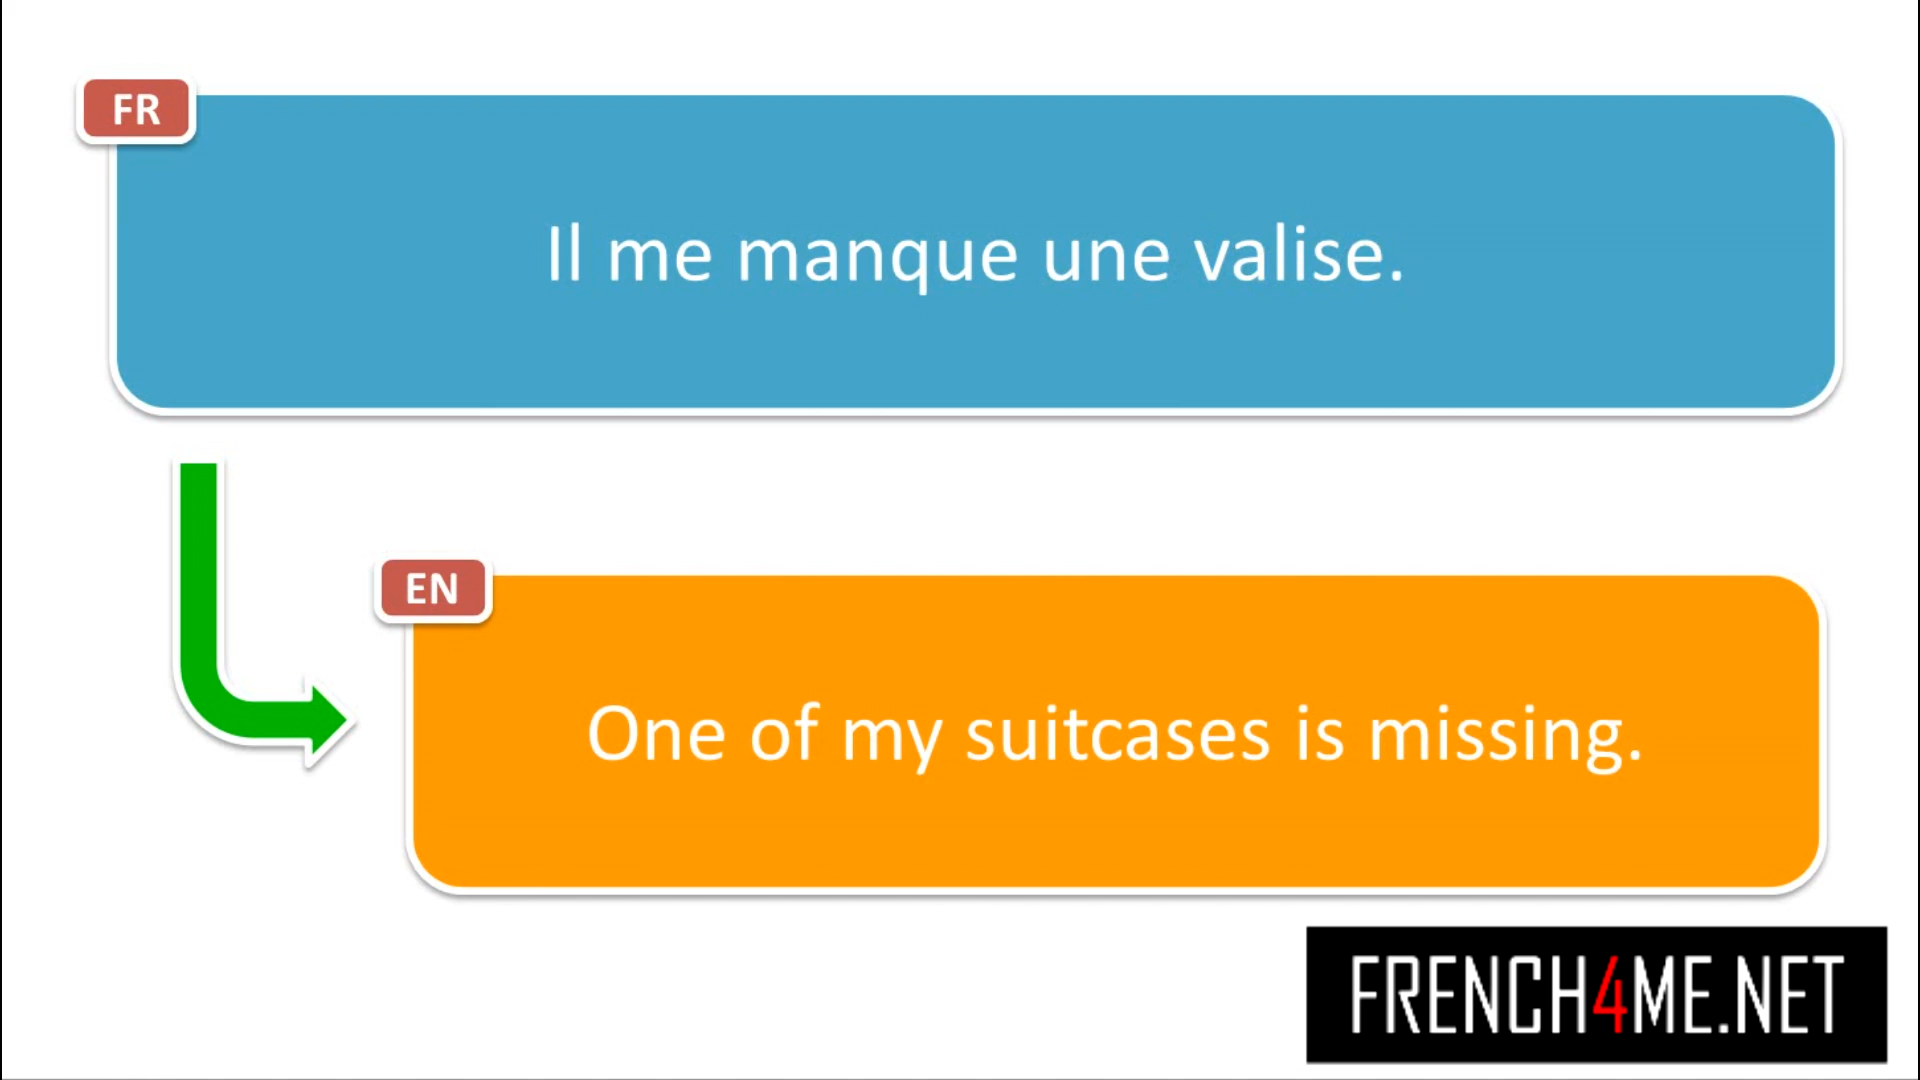 FR
Il me manque une valise.
EN
One of my suitcases is missing.
FRENCH4ME.NET